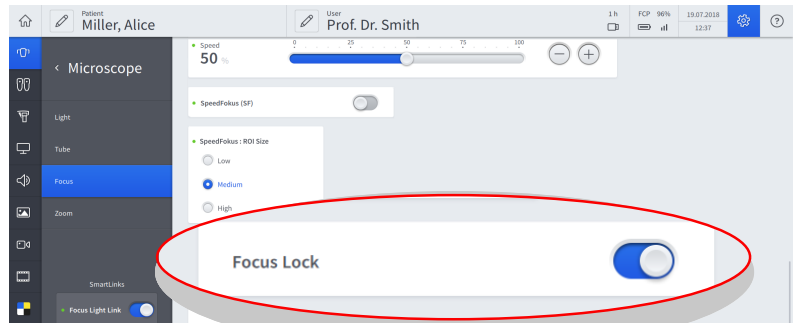 Patient
Miller, Alice
User
Prof. Dr. Smith
1 h
FCP 96%
19.07.2018
12:37
?
Microscope
Light
Tube
Focus
Zoom
SmartLinks
Focus Light Link
Speed
50 %
0 25 50 75 100
SpeedFokus (SF)
SpeedFokus : ROI Size
Low
Medium
High
Focus Lock